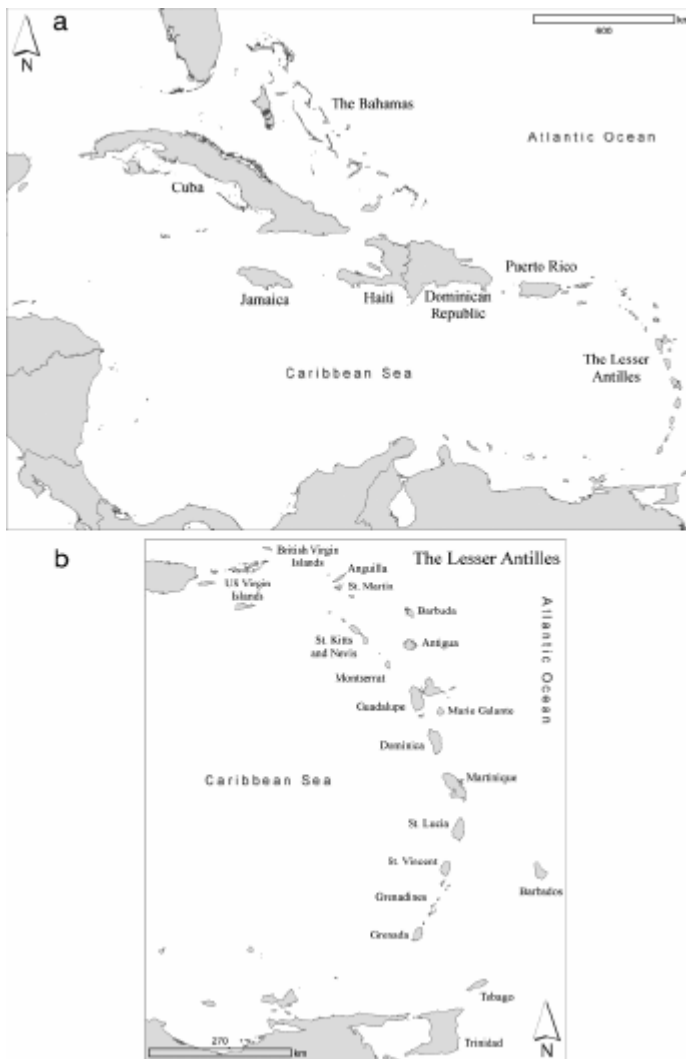 a
N
km
600
The Bahamas
Atlantic Ocean
Cuba
Puerto Rico
Jamaica
Haiti
Dominican
Republic
The Lesser
Antilles
Caribbean Sea
b
British Virgin
Islands
The Lesser Antilles
Anguilla
St. Martin
US Virgin
Islands
Barbuda
Atlantic Ocean
St. Kitts
and Nevis
Antigua
Montserrat
Guadalupe
Marie Galante
Dominica
Caribbean Sea
Martinique
St. Lucia
St. Vincent
Barbados
Grenadines
Grenada
Tobago
270
km
Trinidad
N